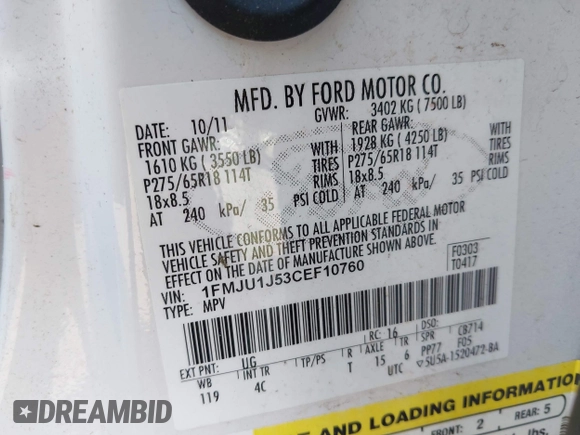 MFD. BY FORD MOTOR CO.
DATE: 10/11 GVWR: 3402 KG ( 7500 LB)
FRONT GAWR: REAR GAWR:
1610 KG ( 3550 LB) WITH 1928 KG ( 4250 LB) WITH
P275/65R18 114T TIRES P275/65R18 114T TIRES
18x8.5 RIMS 18x8.5 RIMS
AT 240 kPa/ 35 PSI COLD AT 240 kPa/ 35 PSI COLD
THIS VEHICLE CONFORMS TO ALL APPLICABLE FEDERAL MOTOR
VEHICLE SAFETY AND THEFT PREVENTION STANDARDS IN
EFFECT ON THE DATE OF MANUFACTURE SHOWN ABOVE.
VIN: 1FMJU1J53CEF10760 F0303
TYPE: MPV T0417
RC: 16 DSO:
EXT PNT: UG CB714
WB INT TR TP/PS R AXLE TR SPR F05
119 4C T 15 6 PP77
UTC 5U5A-1520472-BA
E AND LOADING INFORMATION
FRONT: 2 REAR: 5
lbs.
DREAMBID